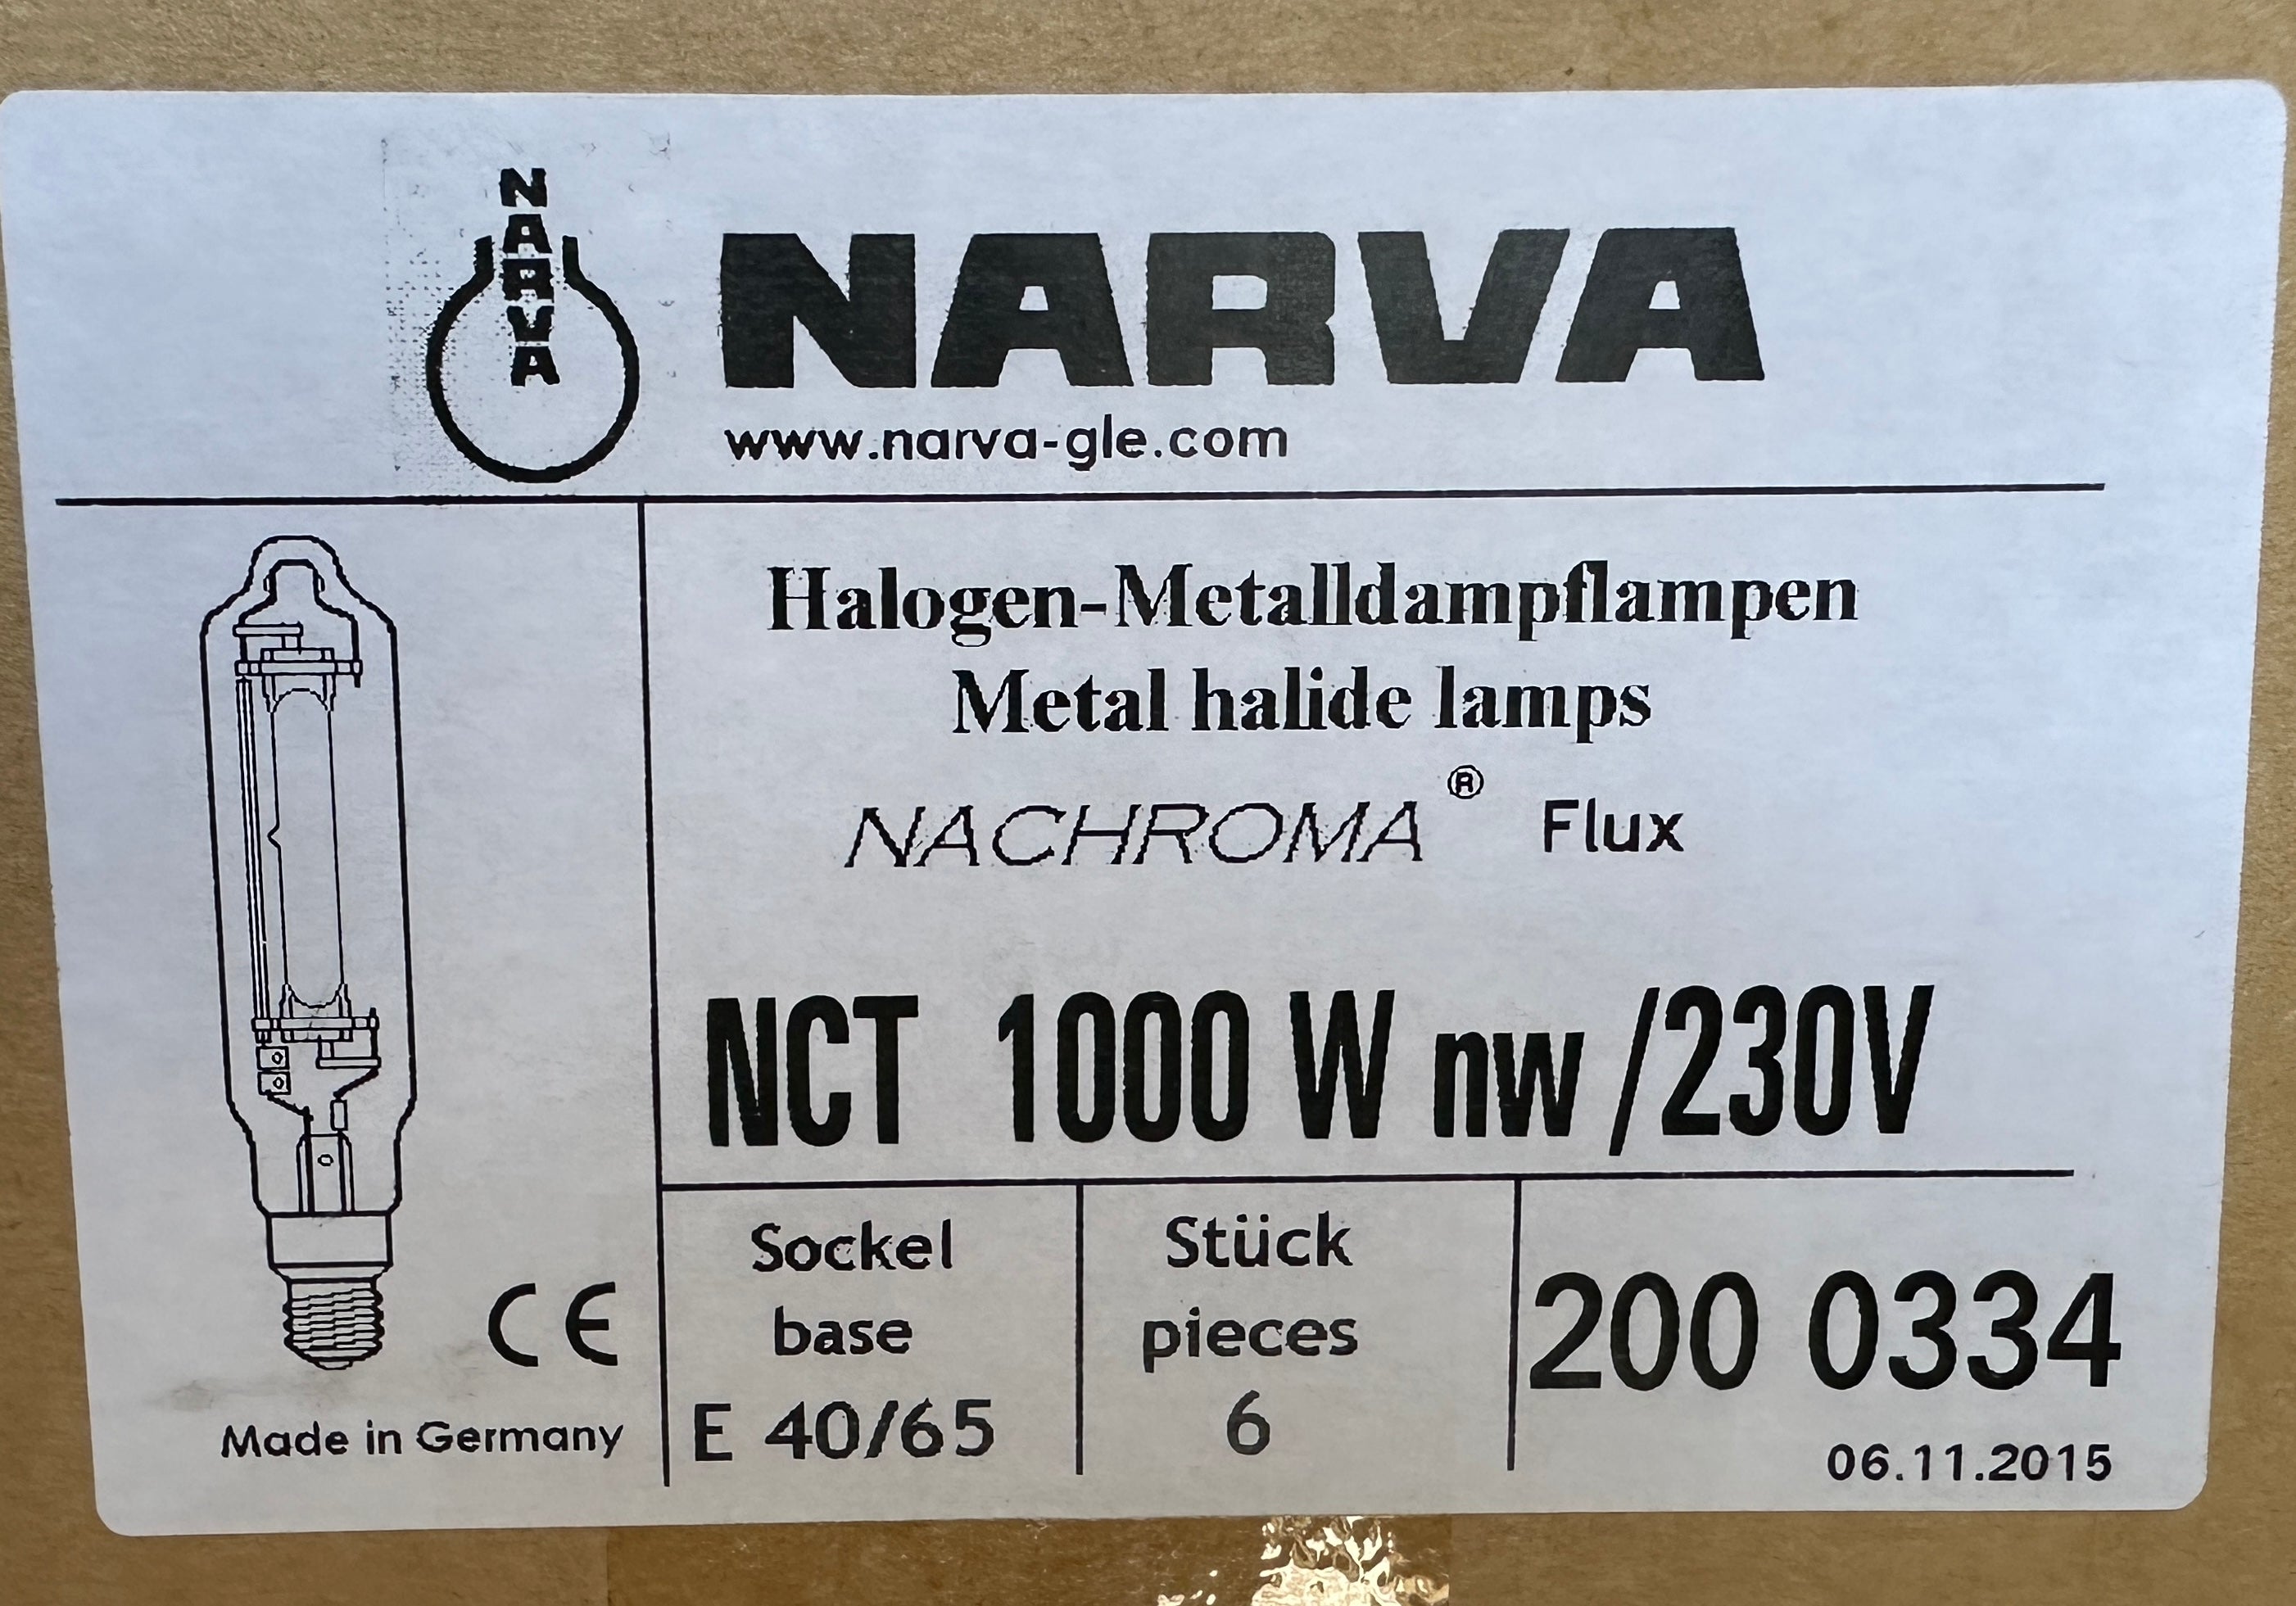 N
A
R
V
A
NARVA
www.narva-gle.com
Halogen-Metalldampflampen
Metal halide lamps
NACHROMA® Flux
NCT 1000 W nw /230V
Sockel
base
E 40/65
Stück
pieces
6
200 0334
06.11.2015
CE
Made in Germany